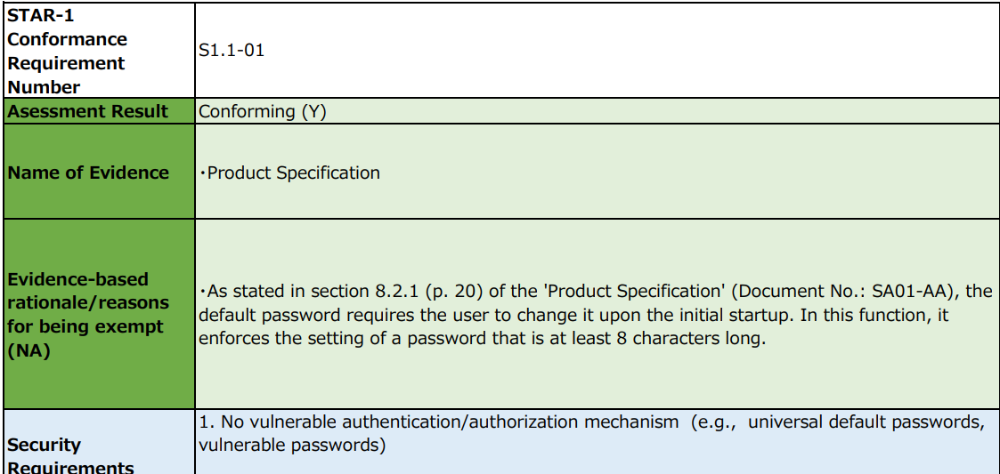 STAR-1
Conformance
Requirement
Number
S1.1-01
Asessment Result
Conforming (Y)
Name of Evidence
・Product Specification
Evidence-based
rationale/reasons
for being exempt
(NA)
・As stated in section 8.2.1 (p. 20) of the 'Product Specification' (Document No.: SA01-AA), the
default password requires the user to change it upon the initial startup. In this function, it
enforces the setting of a password that is at least 8 characters long.
Security
Requirements
1. No vulnerable authentication/authorization mechanism (e.g., universal default passwords,
vulnerable passwords)